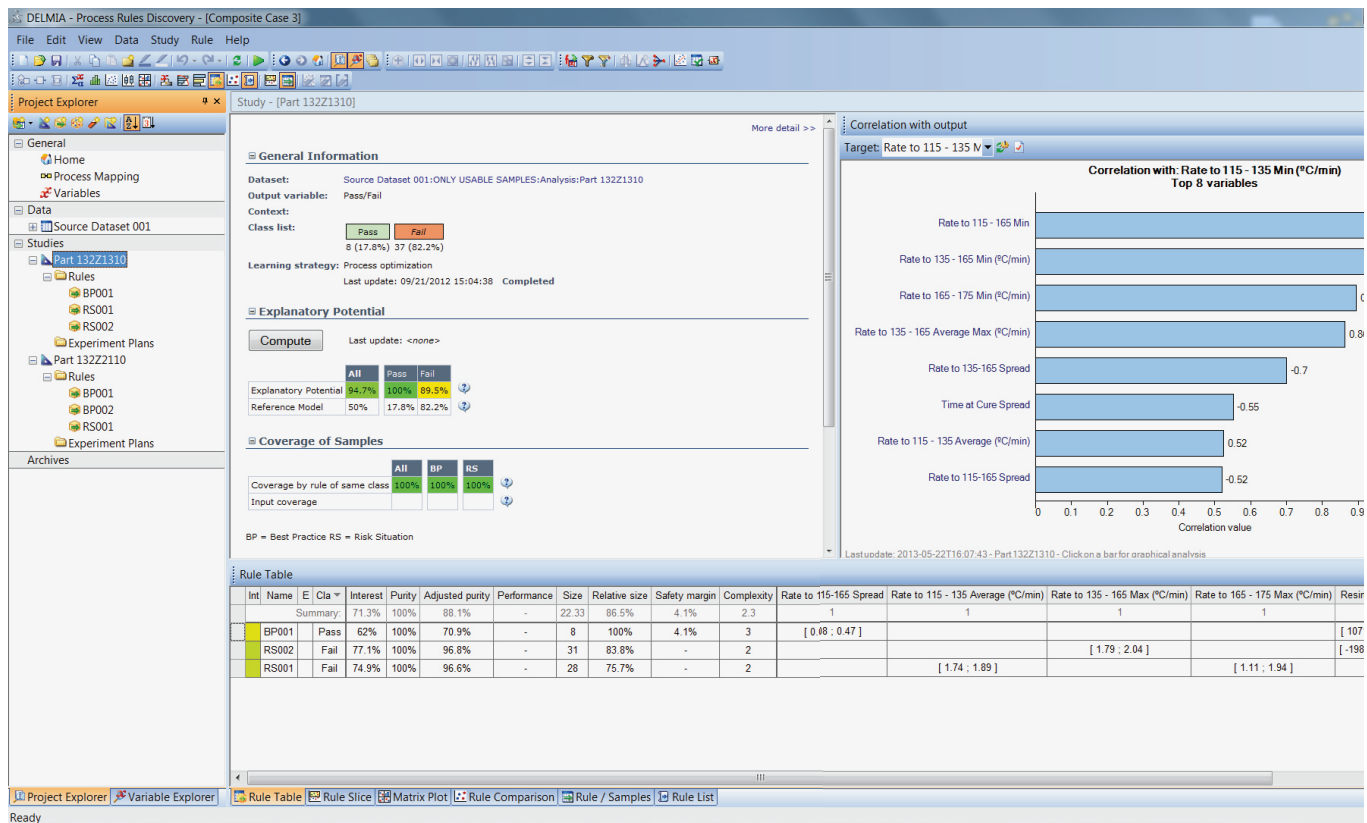 DELMIA - Process Rules Discovery - [Composite Case 3]
File Edit View Data Study Rule Help
Project Explorer
General
Home
Process Mapping
Variables
Data
Source Dataset 001
Studies
Part 132Z1310
Rules
BP001
RS001
RS002
Experiment Plans
Part 132Z2110
Rules
BP001
BP002
RS001
Experiment Plans
Archives
Study - [Part 132Z1310]
More detail >>
General Information
Dataset: Source Dataset 001:ONLY USABLE SAMPLES:Analysis:Part 132Z1310
Output variable: Pass/Fail
Context:
Class list: Pass Fail
8 (17.8%) 37 (82.2%)
Learning strategy: Process optimization
Last update: 09/21/2012 15:04:38 Completed
Explanatory Potential
Compute Last update: <none>
All Pass Fail
Explanatory Potential 94.7% 100% 89.5%
Reference Model 50% 17.8% 82.2%
Coverage of Samples
All BP RS
Coverage by rule of same class 100% 100% 100%
Input coverage
BP = Best Practice RS = Risk Situation
Correlation with output
Target: Rate to 115 - 135 M
Correlation with: Rate to 115 - 135 Min (ºC/min)
Top 8 variables
Rate to 115 - 165 Min
Rate to 135 - 165 Min (ºC/min)
Rate to 165 - 175 Min (ºC/min)
Rate to 135 - 165 Average Max (ºC/min) 0.86
Rate to 135-165 Spread -0.7
Time at Cure Spread -0.55
Rate to 115 - 135 Average (ºC/min) 0.52
Rate to 115-165 Spread -0.52
0 0.1 0.2 0.3 0.4 0.5 0.6 0.7 0.8 0.9
Correlation value
Last update: 2013-05-22T16:07:43 - Part 132Z1310 - Click on a bar for graphical analysis
Rule Table
Int Name E Cla Interest Purity Adjusted purity Performance Size Relative size Safety margin Complexity Rate to 115-165 Spread Rate to 115 - 135 Average (ºC/min) Rate to 135 - 165 Max (ºC/min) Rate to 165 - 175 Max (ºC/min) Resin
Summary: 71.3% 100% 88.1% - 22.33 86.5% 4.1% 2.3 1 1 1 1
BP001 Pass 62% 100% 70.9% - 8 100% 4.1% 3 [ 0.08 ; 0.47 ] [ 107
RS002 Fail 77.1% 100% 96.8% - 31 83.8% - 2 [ 1.79 ; 2.04 ] [ -198
RS001 Fail 74.9% 100% 96.6% - 28 75.7% - 2 [ 1.74 ; 1.89 ] [ 1.11 ; 1.94 ]
Project Explorer Variable Explorer Rule Table Rule Slice Matrix Plot Rule Comparison Rule / Samples Rule List
Ready